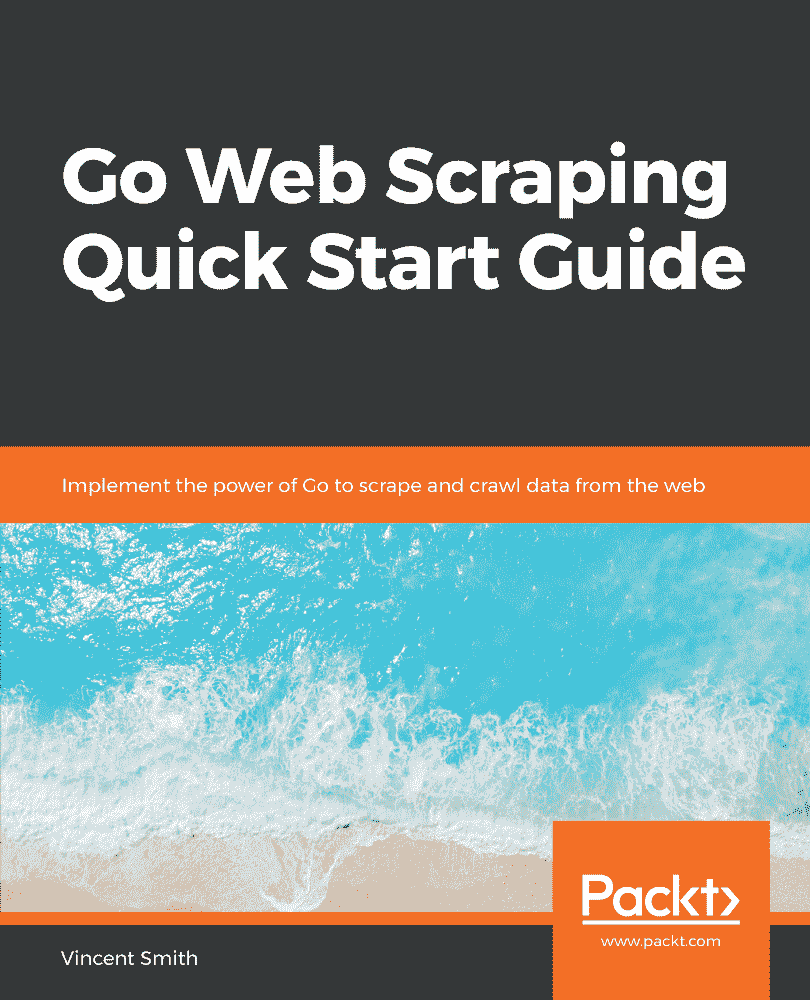 Go Web Scraping
Quick Start Guide
Implement the power of Go to scrape and crawl data from the web
Packt>
www.packt.com
Vincent Smith